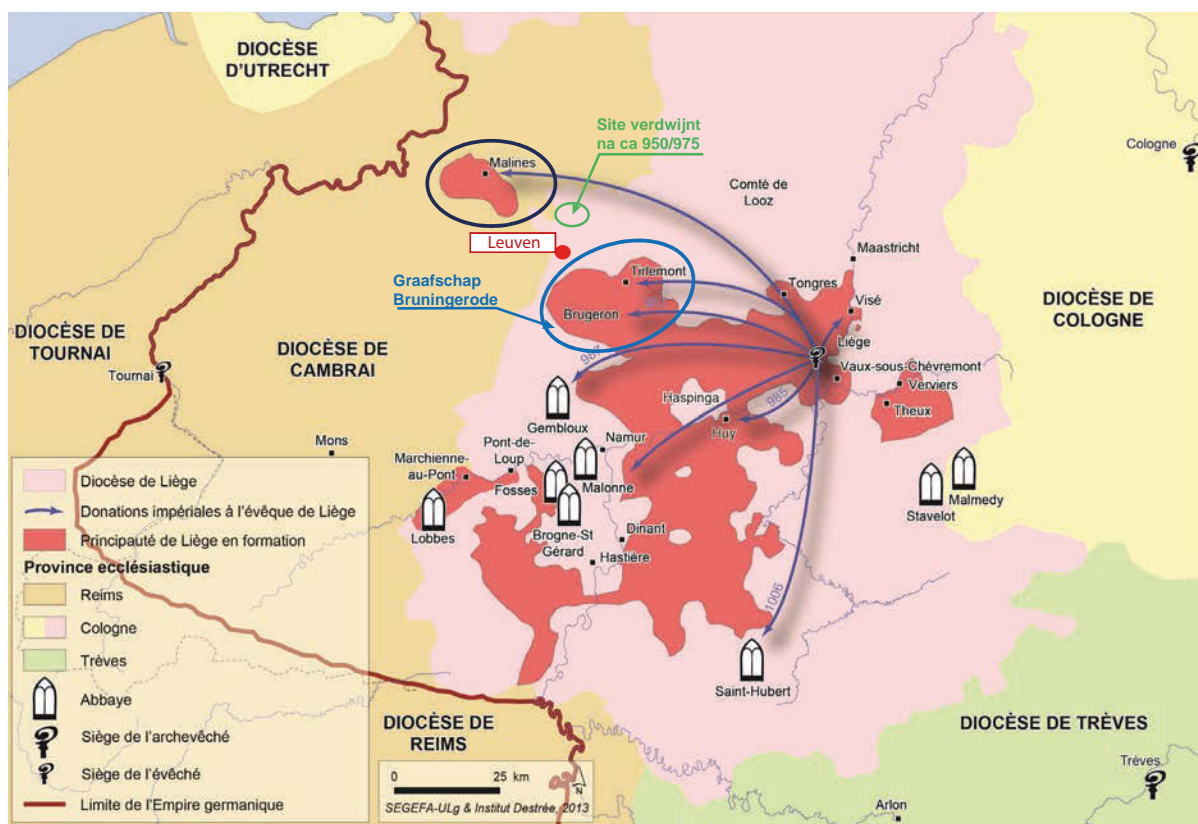 DIOCÈSE
D'UTRECHT
Site verdwijnt
na ca 950/975
Malines
Cologne
Comté de
Looz
Leuven
Maastricht
Graafschap
Bruningerode
Tirlemont
Tongres
Visé
Brugeron
Liège
DIOCÈSE DE
COLOGNE
DIOCÈSE DE
TOURNAI
Tournai
DIOCÈSE DE
CAMBRAI
987
Vaux-sous-Chèvremont
Verviers
Theux
Haspinga
985
Huy
Gembloux
Mons
Pont-de-
Loup
Namur
Marchienne-
au-Pont
Fosses
Malonne
Lobbes
Brogne-St
Gérard
Dinant
Hastière
Stavelot
Malmedy
1006
Saint-Hubert
Diocèse de Liège
Donations impériales à l'évêque de Liège
Principauté de Liège en formation
Province ecclésiastique
Reims
Cologne
Trèves
Abbaye
Siège de l'archevêché
Siège de l'évêché
Limite de l'Empire germanique
DIOCÈSE DE
REIMS
DIOCÈSE DE TRÈVES
Trèves
Arlon
0 25 km
N
SEGEFA-ULg & Institut Destrée, 2013